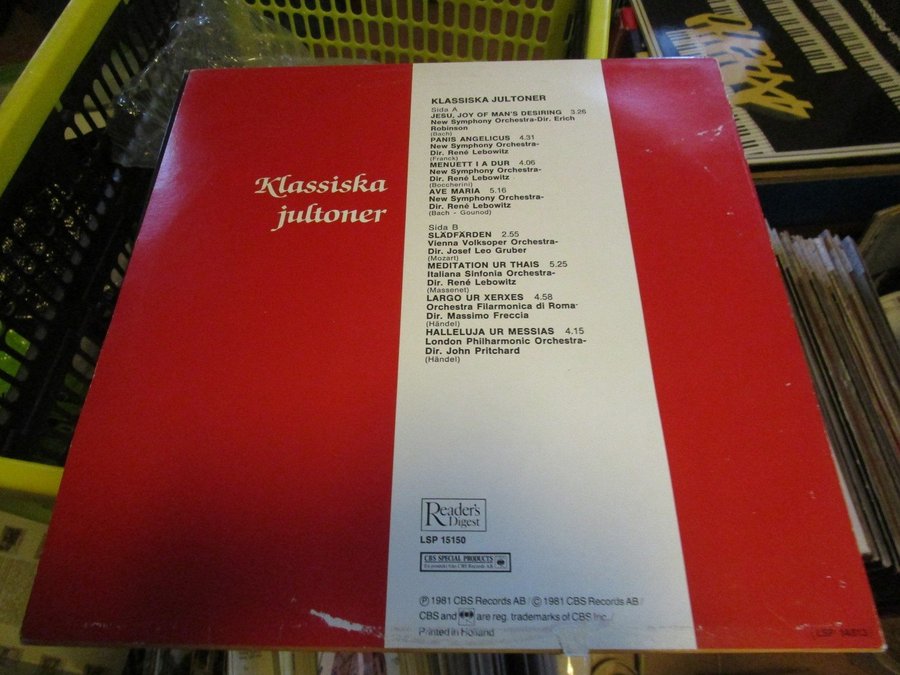 Klassiska
jultoner
KLASSISKA JULTONER
Sida A
JESU, JOY OF MAN'S DESIRING 3.26
New Symphony Orchestra-Dir. Erich
Robinson
(Bach)
PANIS ANGELICUS 4.31
New Symphony Orchestra-
Dir. René Lebowitz
(Franck)
MENUETT I A DUR 4.06
New Symphony Orchestra-
Dir. René Lebowitz
(Boccherini)
AVE MARIA 5.16
New Symphony Orchestra-
Dir. René Lebowitz
(Bach - Gounod)
Sida B
SLÄDFÄRDEN 2.55
Vienna Volksoper Orchestra-
Dir. Josef Leo Gruber
(Mozart)
MEDITATION UR THAIS 5.25
Italiana Sinfonia Orchestra-
Dir. René Lebowitz
(Massenet)
LARGO UR XERXES 4.58
Orchestra Filarmonica di Roma-
Dir. Massimo Freccia
(Händel)
HALLELUJA UR MESSIAS 4.15
London Philharmonic Orchestra-
Dir. John Pritchard
(Händel)
Reader's
Digest
LSP 15150
CBS SPECIAL PRODUCTS
En produkt från CBS Records AB
Ⓟ 1981 CBS Records AB / © 1981 CBS Records AB /
CBS and are reg. trademarks of CBS Inc. /
Printed in Holland